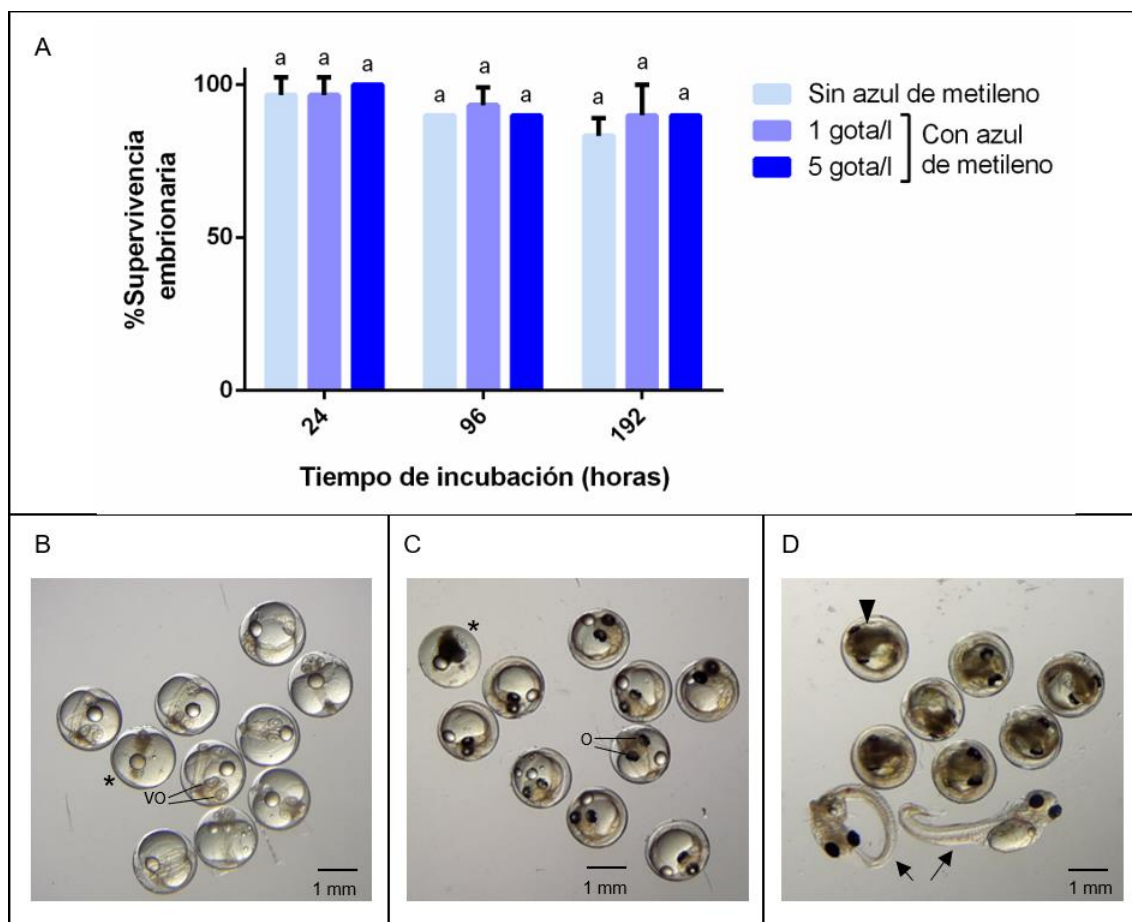 A
a a a
a a a
a a a
100
50
0
%Supervivencia
embrionaria
24 96 192
Tiempo de incubación (horas)
Sin azul de metileno
1 gota/l
5 gota/l
Con azul
de metileno
B
*
VO
1 mm
C
*
O
1 mm
D
1 mm